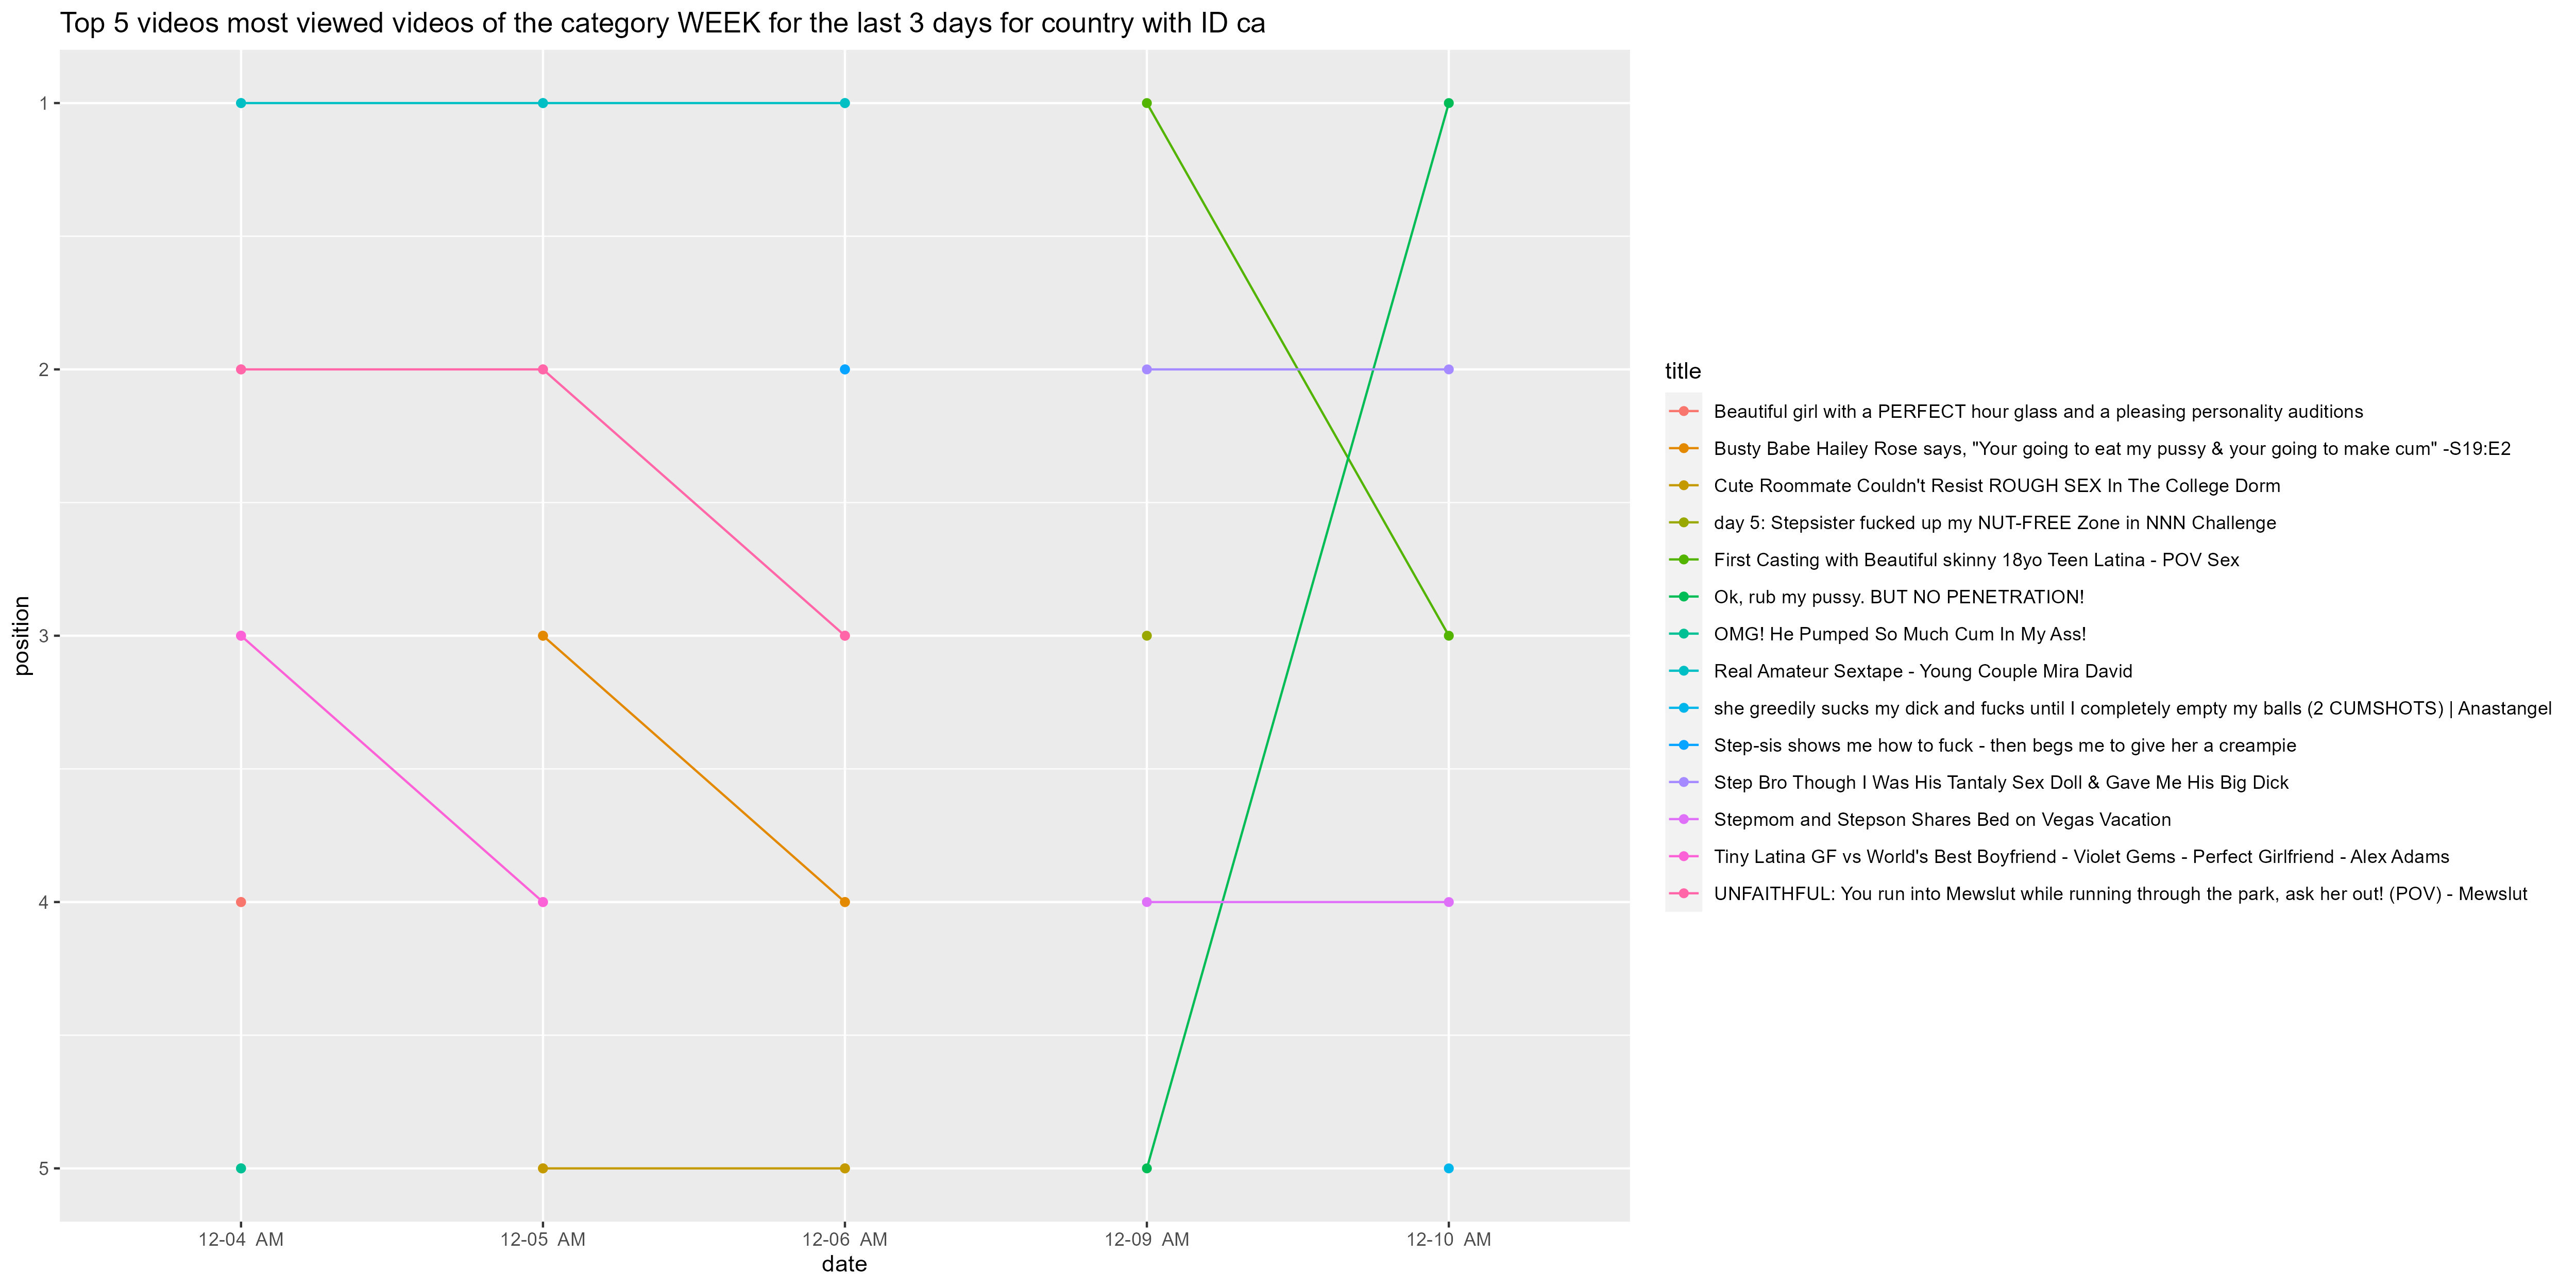 Top 5 videos most viewed videos of the category WEEK for the last 3 days for country with ID ca
position
1
2
3
4
5
12-04 AM
12-05 AM
12-06 AM
12-09 AM
12-10 AM
date
title
Beautiful girl with a PERFECT hour glass and a pleasing personality auditions
Busty Babe Hailey Rose says, "Your going to eat my pussy & your going to make cum" -S19:E2
Cute Roommate Couldn't Resist ROUGH SEX In The College Dorm
day 5: Stepsister fucked up my NUT-FREE Zone in NNN Challenge
First Casting with Beautiful skinny 18yo Teen Latina - POV Sex
Ok, rub my pussy. BUT NO PENETRATION!
OMG! He Pumped So Much Cum In My Ass!
Real Amateur Sextape - Young Couple Mira David
she greedily sucks my dick and fucks until I completely empty my balls (2 CUMSHOTS) | Anastangel
Step-sis shows me how to fuck - then begs me to give her a creampie
Step Bro Though I Was His Tantaly Sex Doll & Gave Me His Big Dick
Stepmom and Stepson Shares Bed on Vegas Vacation
Tiny Latina GF vs World's Best Boyfriend - Violet Gems - Perfect Girlfriend - Alex Adams
UNFAITHFUL: You run into Mewslut while running through the park, ask her out! (POV) - Mewslut